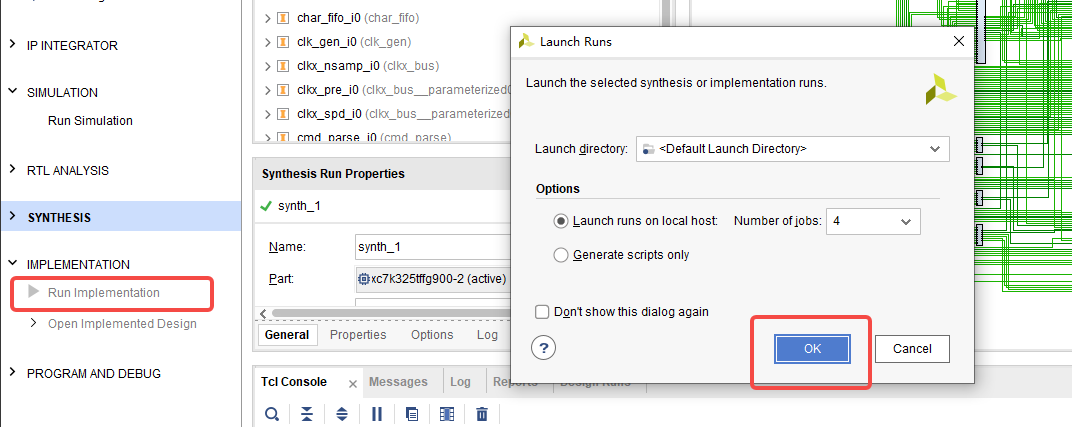 IP INTEGRATOR
SIMULATION
Run Simulation
RTL ANALYSIS
SYNTHESIS
IMPLEMENTATION
Run Implementation
Open Implemented Design
PROGRAM AND DEBUG
char_fifo_i0 (char_fifo)
clk_gen_i0 (clk_gen)
clkx_nsamp_i0 (clkx_bus)
clkx_pre_i0 (clkx_bus__parameterized0
clkx_spd_i0 (clkx_bus__parameterized
cmd_parse_i0 (cmd_parse)
Synthesis Run Properties
synth_1
Name: synth_1
Part: xc7k325tffg900-2 (active)
General Properties Options Log
Tcl Console × Messages Log Reports Design Runs
Launch Runs
Launch the selected synthesis or implementation runs.
Launch directory: <Default Launch Directory>
Options
Launch runs on local host: Number of jobs: 4
Generate scripts only
Don't show this dialog again
? OK Cancel